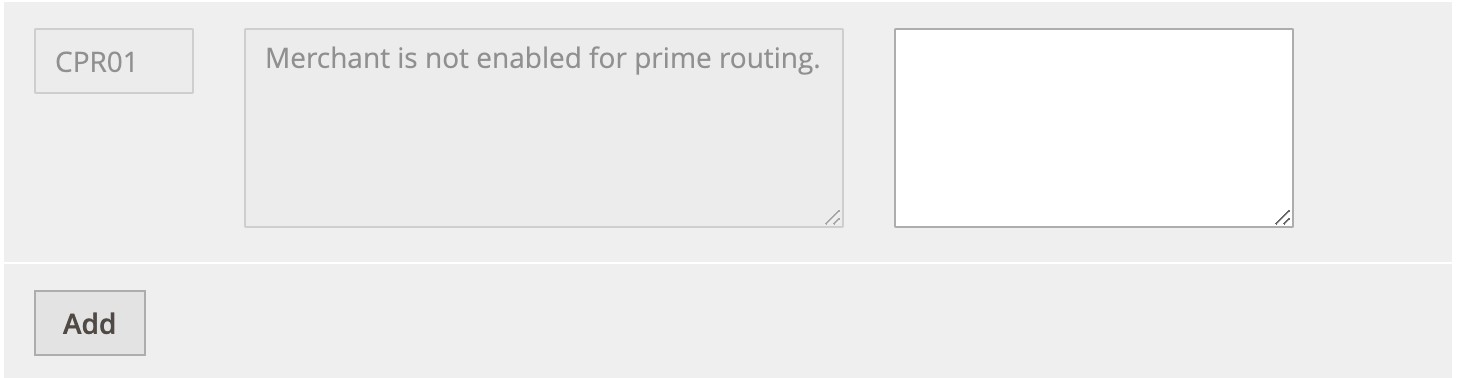 CPR01
Merchant is not enabled for prime routing.
Add